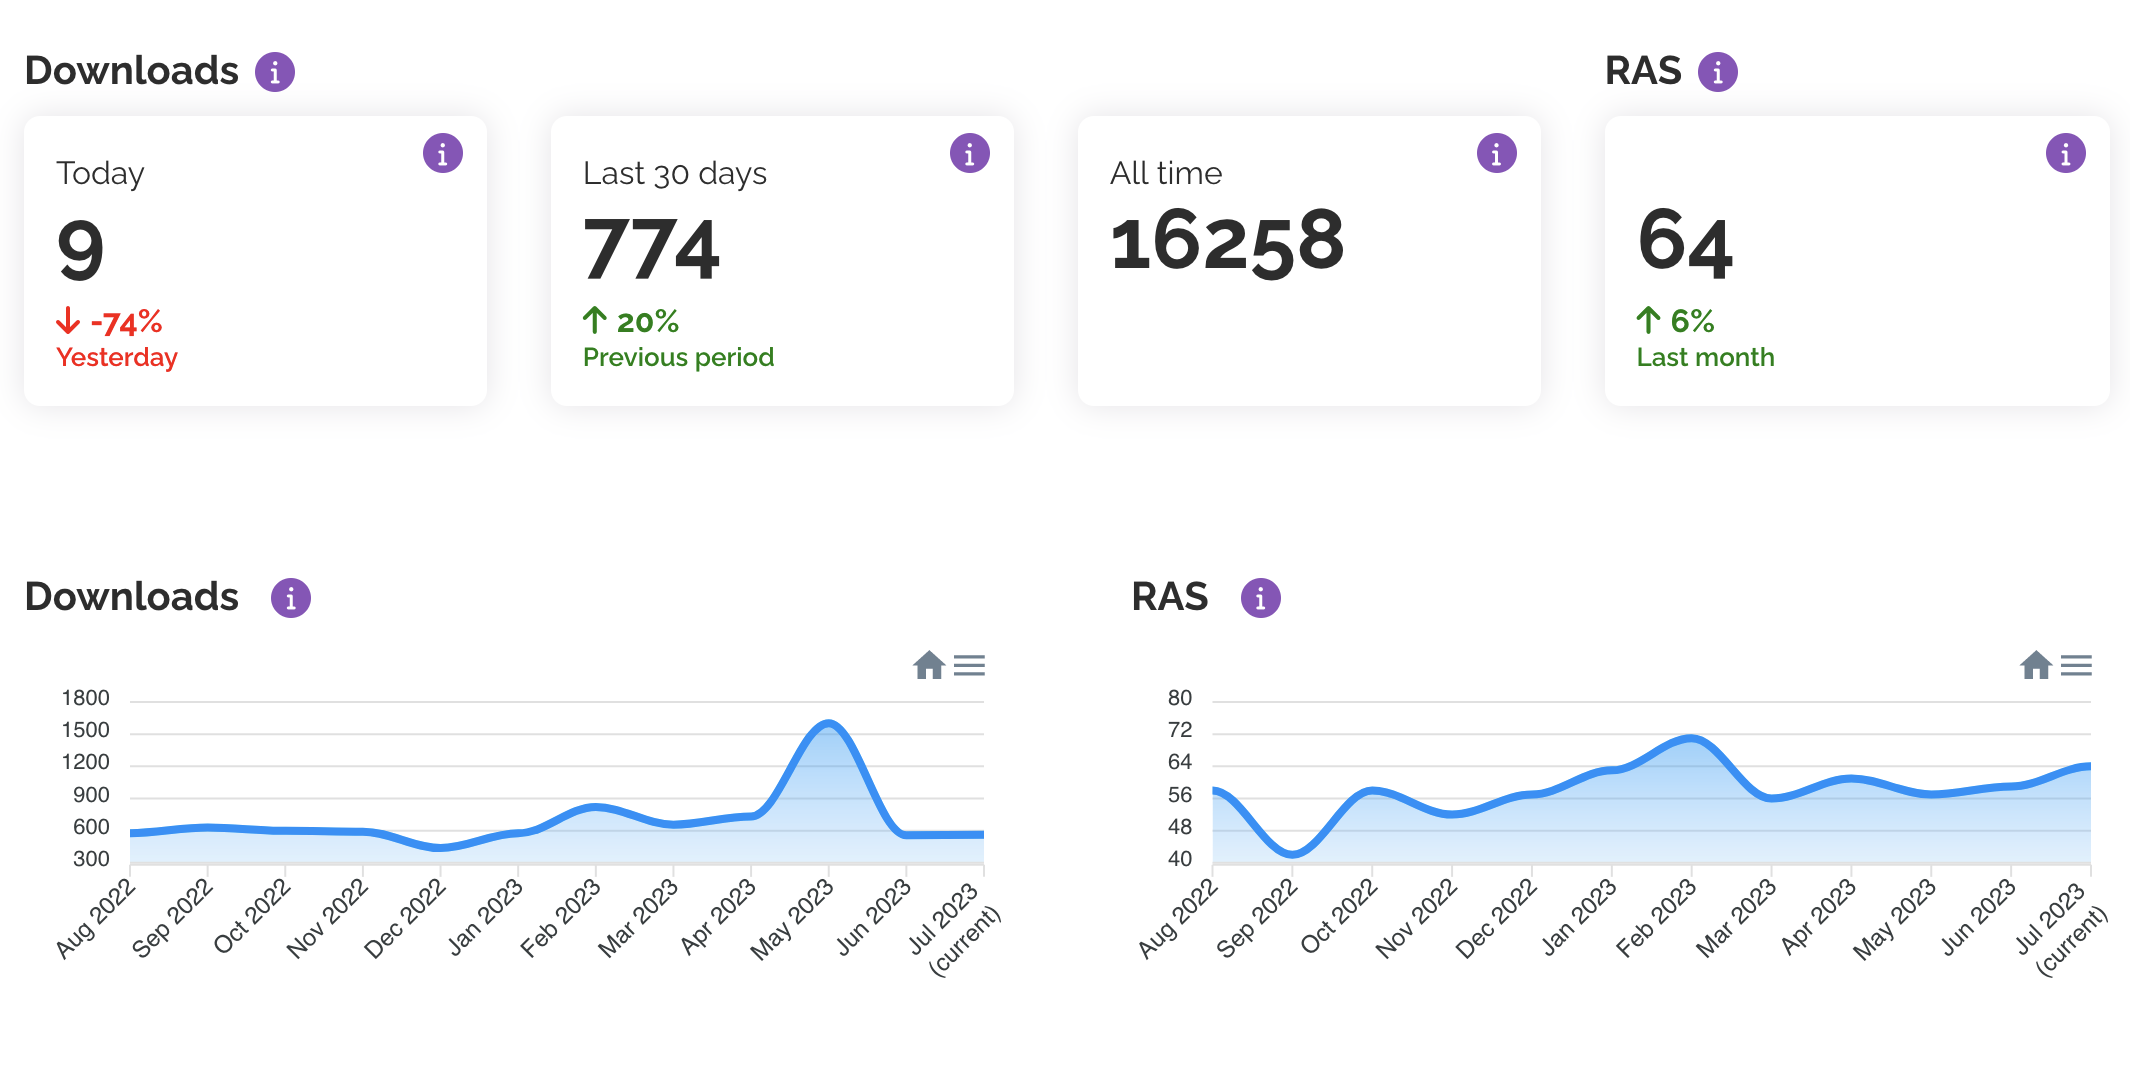 Downloads
RAS
Today
9
-74%
Yesterday
Last 30 days
774
20%
Previous period
All time
16258
64
6%
Last month
Downloads
1800
1500
1200
900
600
300
Aug 2022
Sep 2022
Oct 2022
Nov 2022
Dec 2022
Jan 2023
Feb 2023
Mar 2023
Apr 2023
May 2023
Jun 2023
Jul 2023
(current)
RAS
80
72
64
56
48
40
Aug 2022
Sep 2022
Oct 2022
Nov 2022
Dec 2022
Jan 2023
Feb 2023
Mar 2023
Apr 2023
May 2023
Jun 2023
Jul 2023
(current)